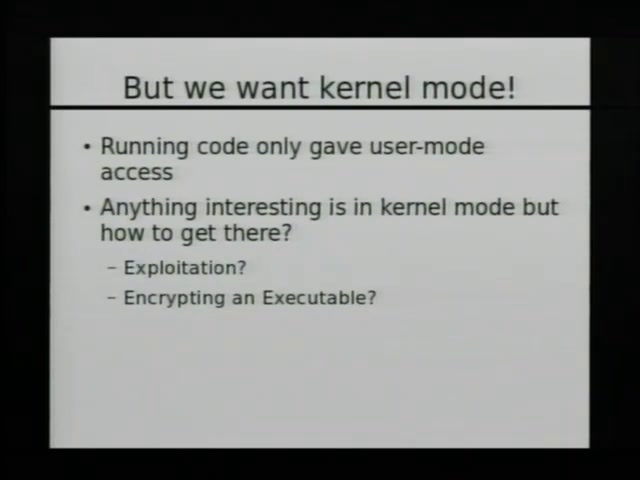 But we want kernel mode!
• Running code only gave user-mode
access
• Anything interesting is in kernel mode but
how to get there?
– Exploitation?
– Encrypting an Executable?